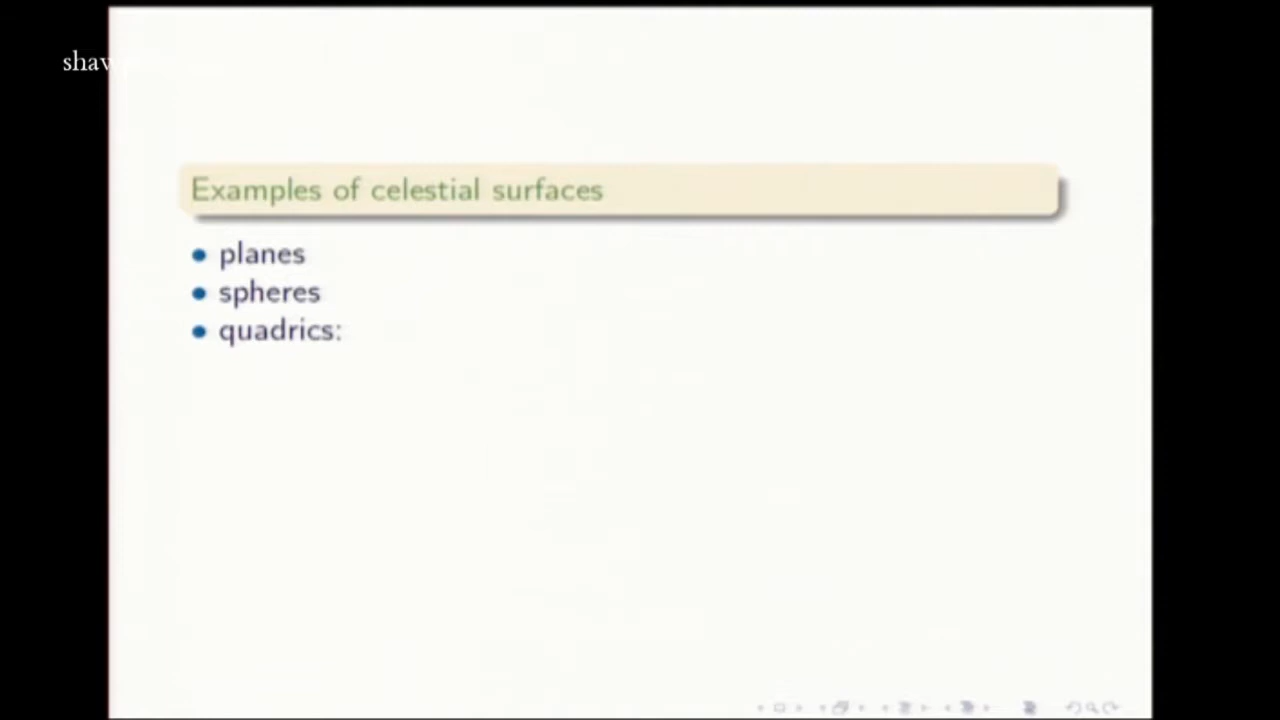 Examples of celestial surfaces
planes
spheres
quadrics: